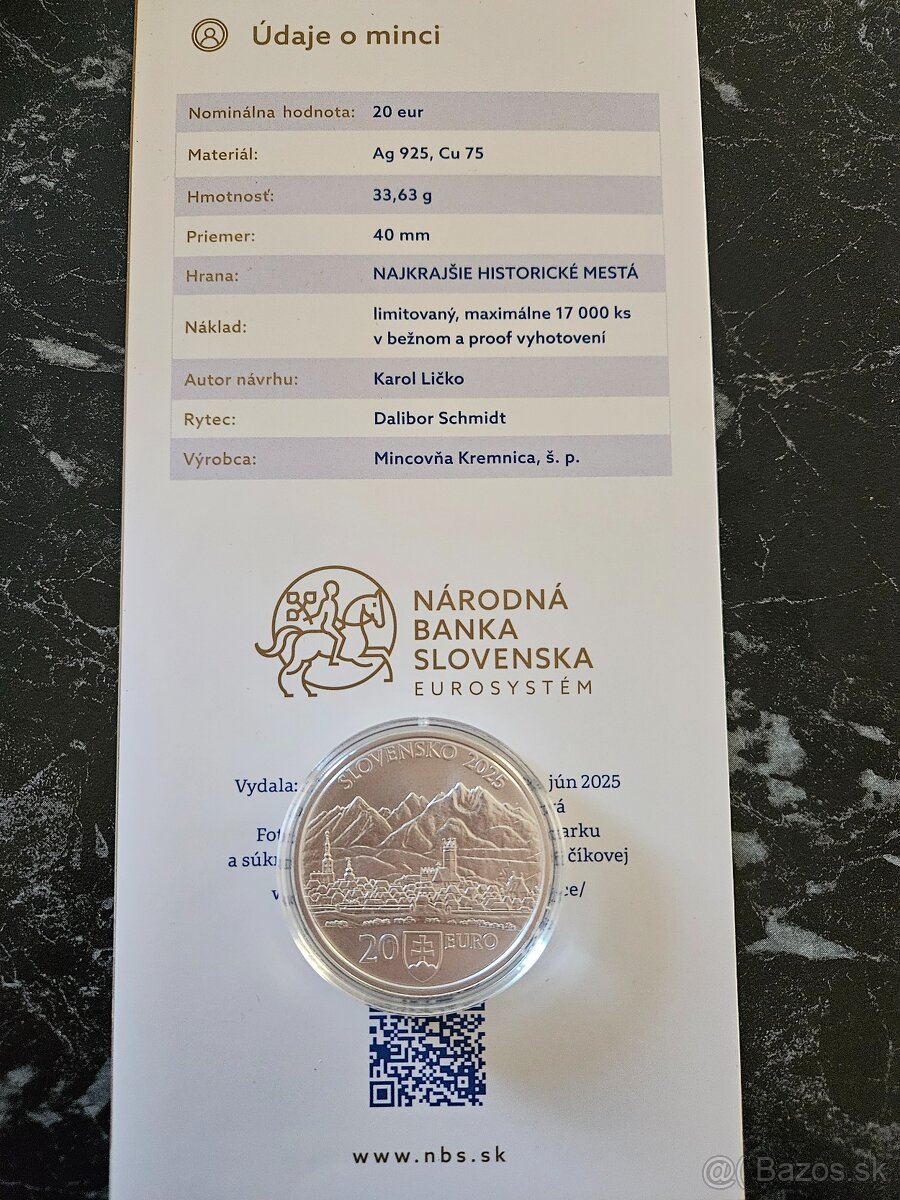 Údaje o minci
Nominálna hodnota: 20 eur
Materiál: Ag 925, Cu 75
Hmotnosť: 33,63 g
Priemer: 40 mm
Hrana: NAJKRAJŠIE HISTORICKÉ MESTÁ
Náklad: limitovaný, maximálne 17 000 ks
v bežnom a proof vyhotovení
Autor návrhu: Karol Ličko
Rytec: Dalibor Schmidt
Výrobca: Mincovňa Kremnica, š. p.
NÁRODNÁ
BANKA
SLOVENSKA
EUROSYSTÉM
Vydala: jún 2025
a
SLOVENSKO 2025
20 EURO
www.nbs.sk
@( Bazos.sk